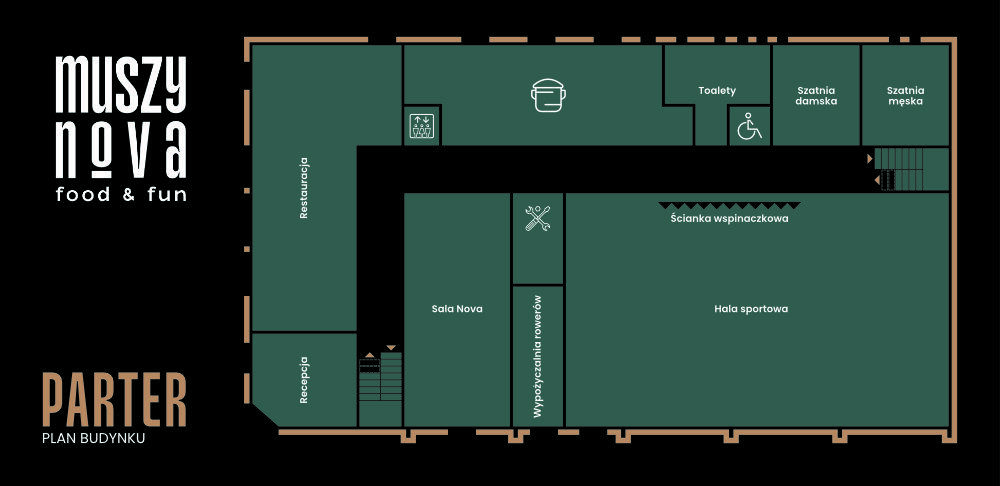 muszy
nova
food & fun
PARTER
PLAN BUDYNKU
Restauracja
Recepcja
Toalety
Szatnia
damska
Szatnia
męska
Ścianka wspinaczkowa
Sala Nova
Wypożyczalnia rowerów
Hala sportowa